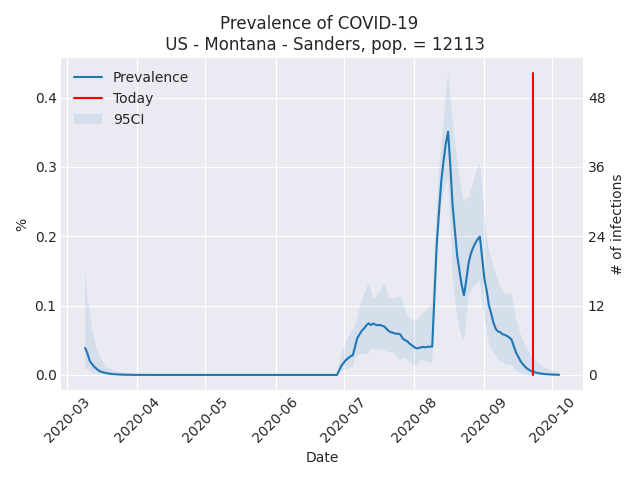 Prevalence of COVID-19
US - Montana - Sanders, pop. = 12113
Prevalence
Today
95CI
%
0.4
0.3
0.2
0.1
0.0
48
36
24
12
0
# of infections
2020-03
2020-04
2020-05
2020-06
2020-07
2020-08
2020-09
2020-10
Date